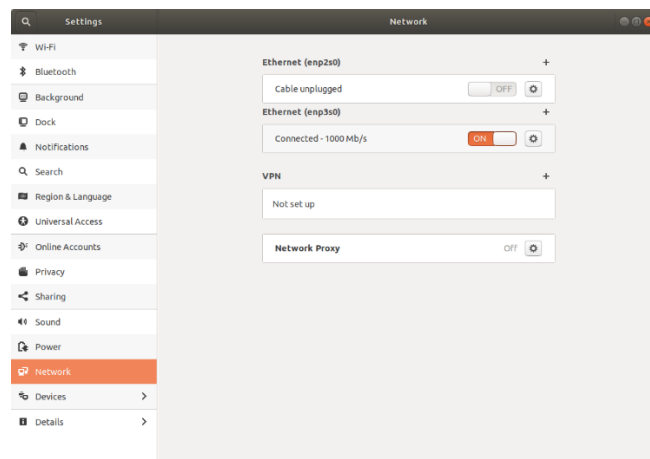 Settings
Network
Wi-Fi
Bluetooth
Background
Dock
Notifications
Search
Region & Language
Universal Access
Online Accounts
Privacy
Sharing
Sound
Power
Network
Devices
Details
Ethernet (enp2s0) +
Cable unplugged OFF
Ethernet (enp3s0) +
Connected - 1000 Mb/s ON
VPN +
Not set up
Network Proxy Off